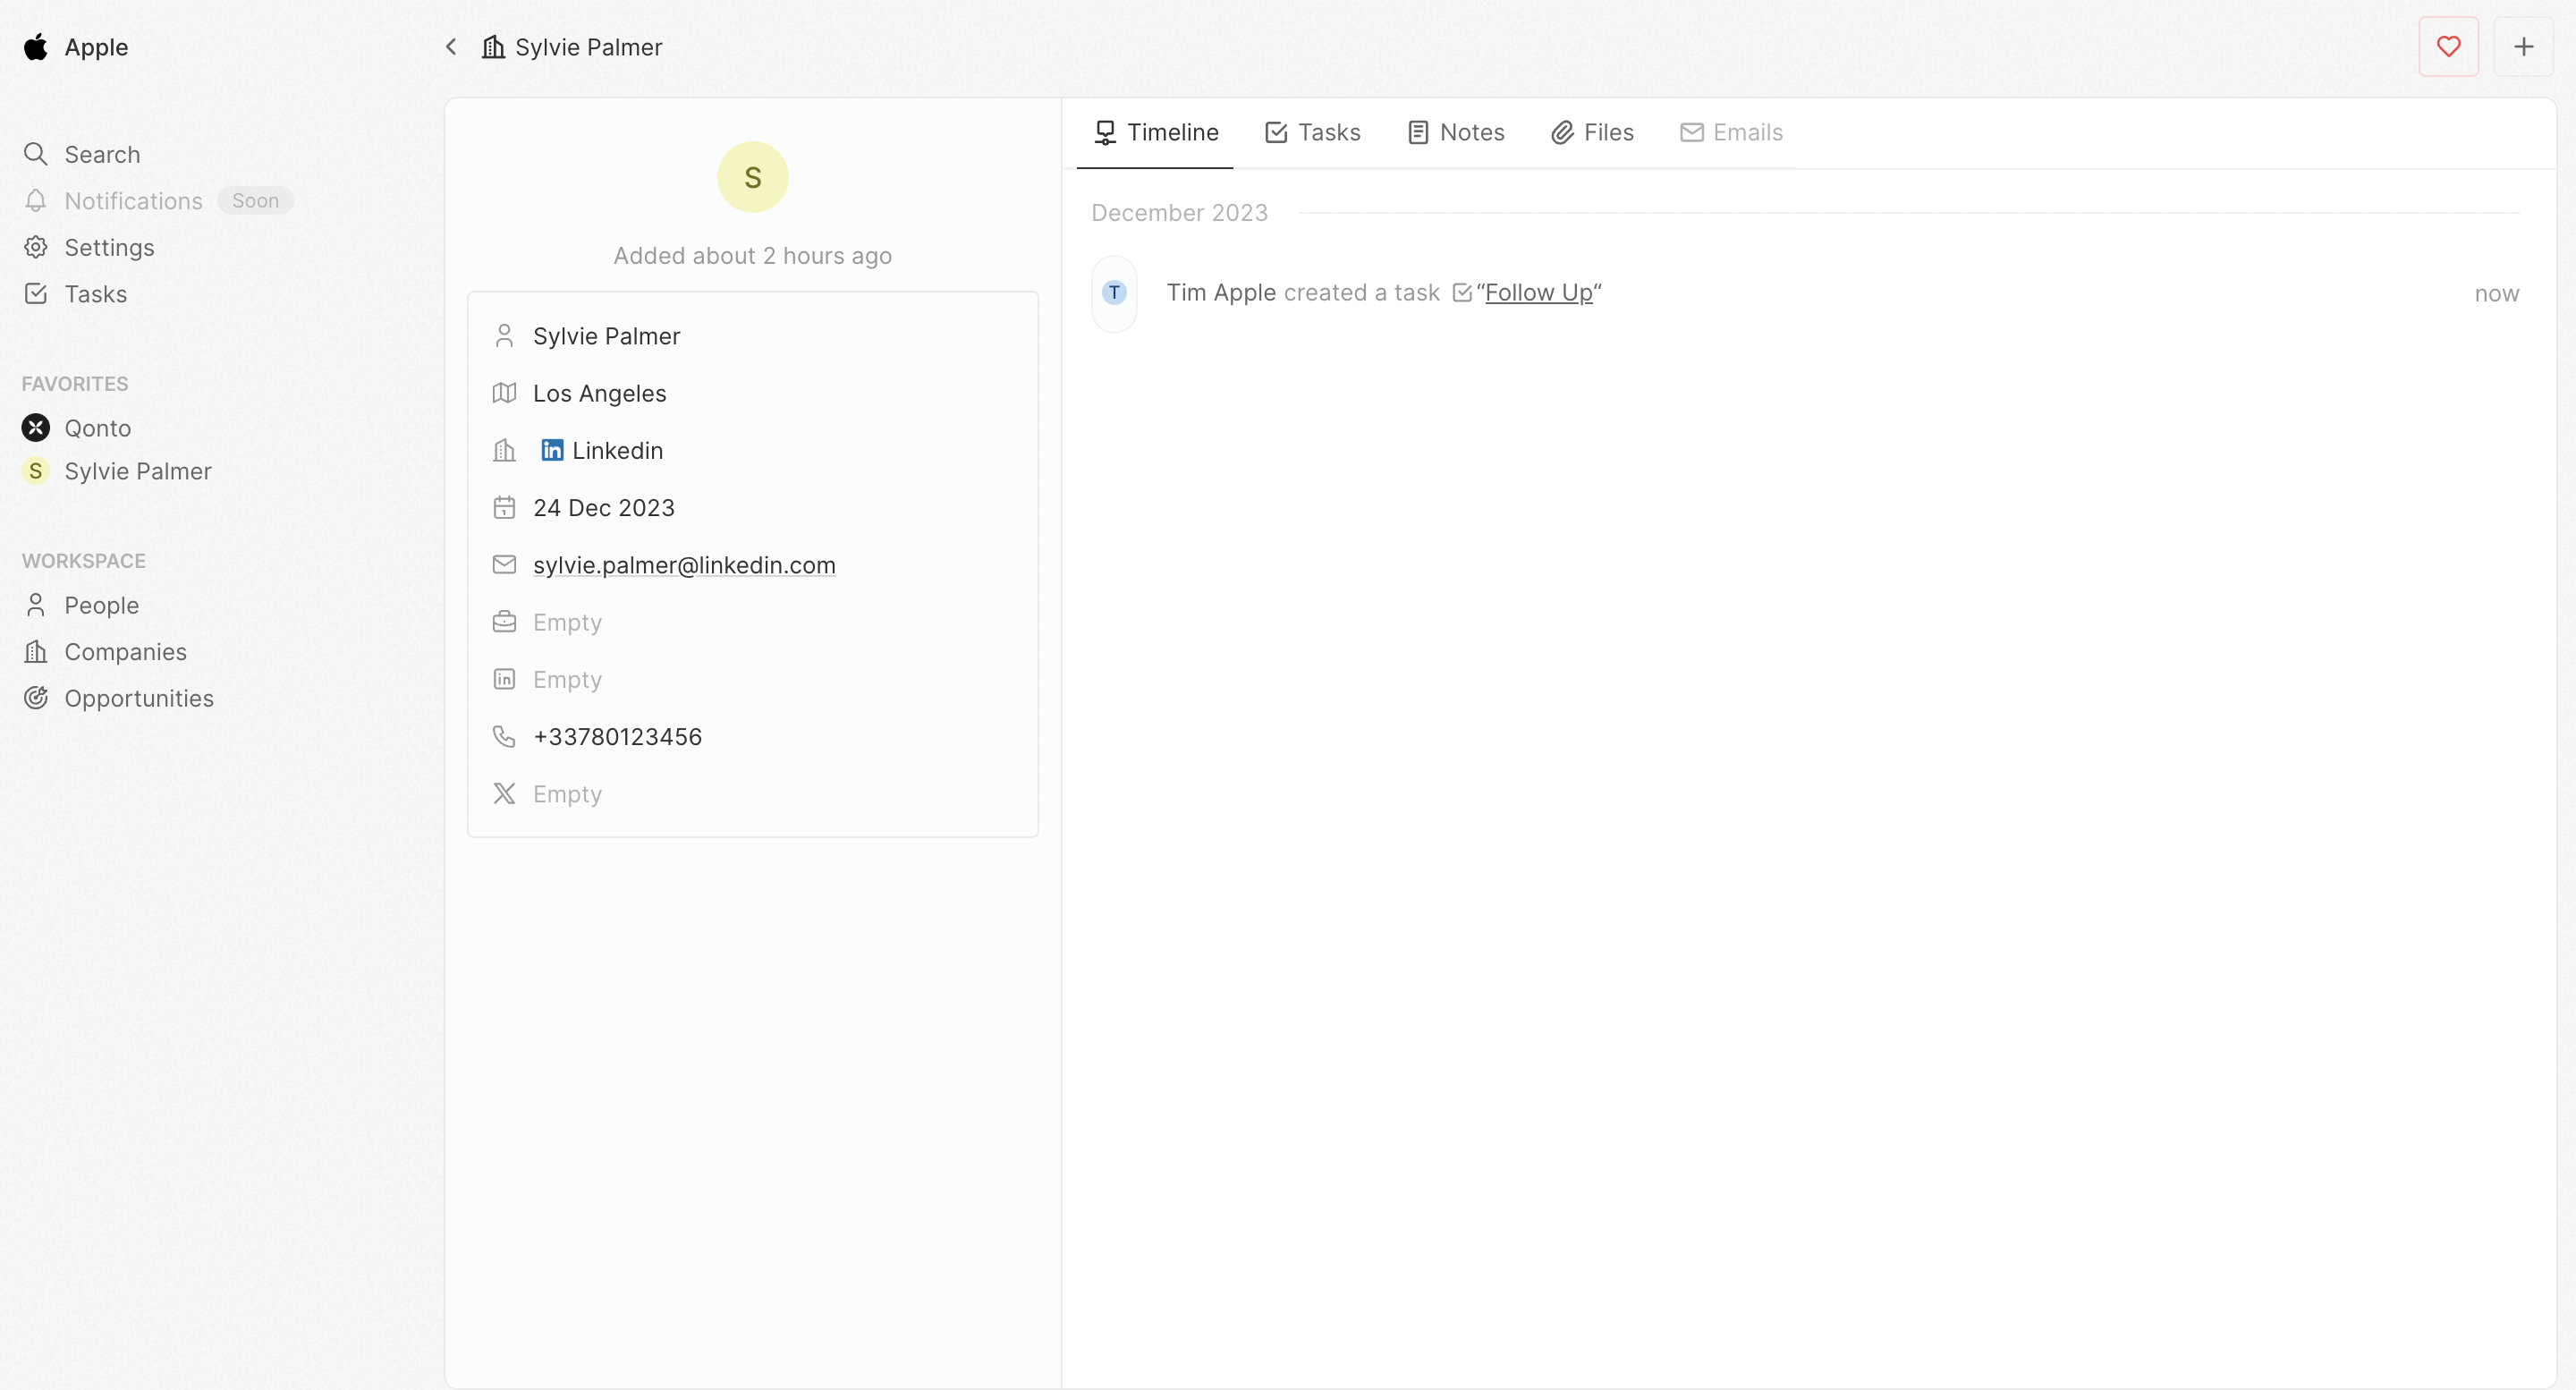 Apple
Search
Notifications Soon
Settings
Tasks
FAVORITES
Qonto
S Sylvie Palmer
WORKSPACE
People
Companies
Opportunities
Sylvie Palmer
S
Added about 2 hours ago
Sylvie Palmer
Los Angeles
in Linkedin
24 Dec 2023
sylvie.palmer@linkedin.com
Empty
in Empty
+33780123456
Empty
Timeline Tasks Notes Files Emails
December 2023
T Tim Apple created a task “Follow Up“ now